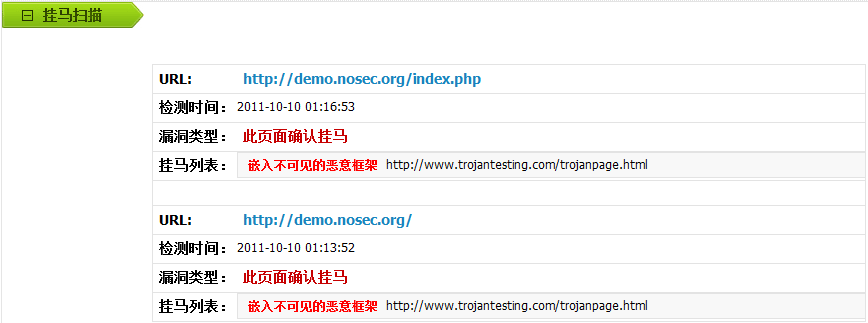 挂马扫描
URL: http://demo.nosec.org/index.php
检测时间： 2011-10-10 01:16:53
漏洞类型： 此页面确认挂马
挂马列表： 嵌入不可见的恶意框架 http://www.trojantesting.com/trojanpage.html
URL: http://demo.nosec.org/
检测时间： 2011-10-10 01:13:52
漏洞类型： 此页面确认挂马
挂马列表： 嵌入不可见的恶意框架 http://www.trojantesting.com/trojanpage.html